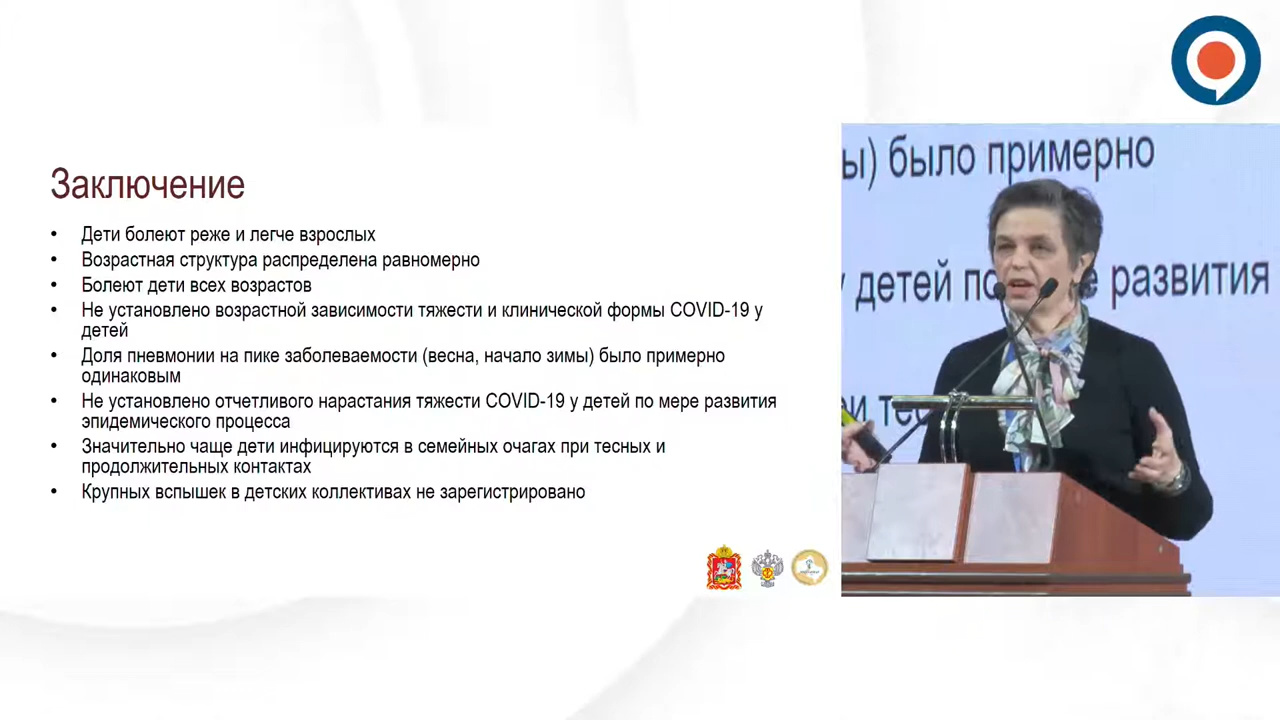 Заключение
• Дети болеют реже и легче взрослых
• Возрастная структура распределена равномерно
• Болеют дети всех возрастов
• Не установлено возрастной зависимости тяжести и клинической формы COVID-19 у
детей
• Доля пневмонии на пике заболеваемости (весна, начало зимы) было примерно
одинаковым
• Не установлено отчетливого нарастания тяжести COVID-19 у детей по мере развития
эпидемического процесса
• Значительно чаще дети инфицируются в семейных очагах при тесных и
продолжительных контактах
• Крупных вспышек в детских коллективах не зарегистрировано
ы) было примерно
у детей по развития